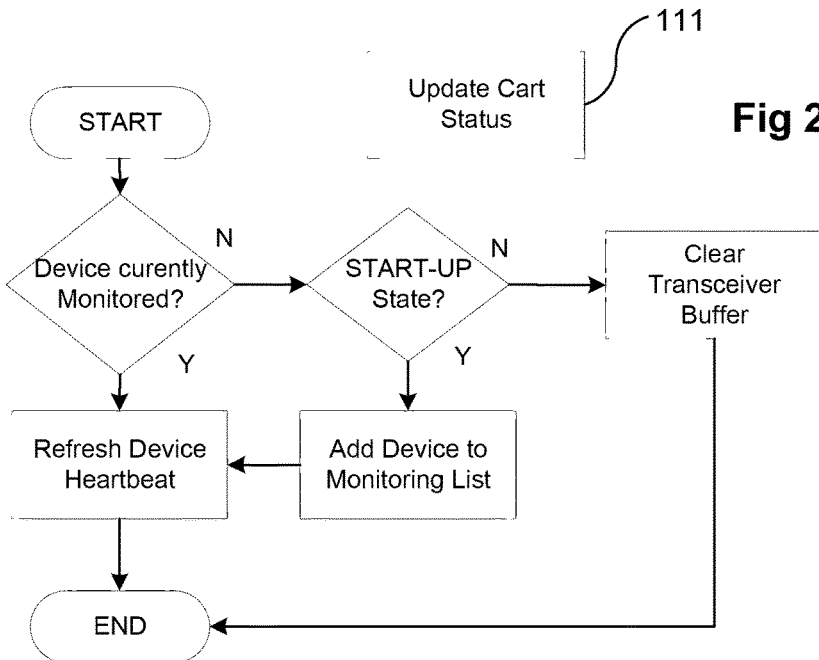 111
Update Cart
Status
Fig 2
START
Device curently
Monitored?
N
START-UP
State?
N
Clear
Transceiver
Buffer
Y
Y
Refresh Device
Heartbeat
Add Device to
Monitoring List
END